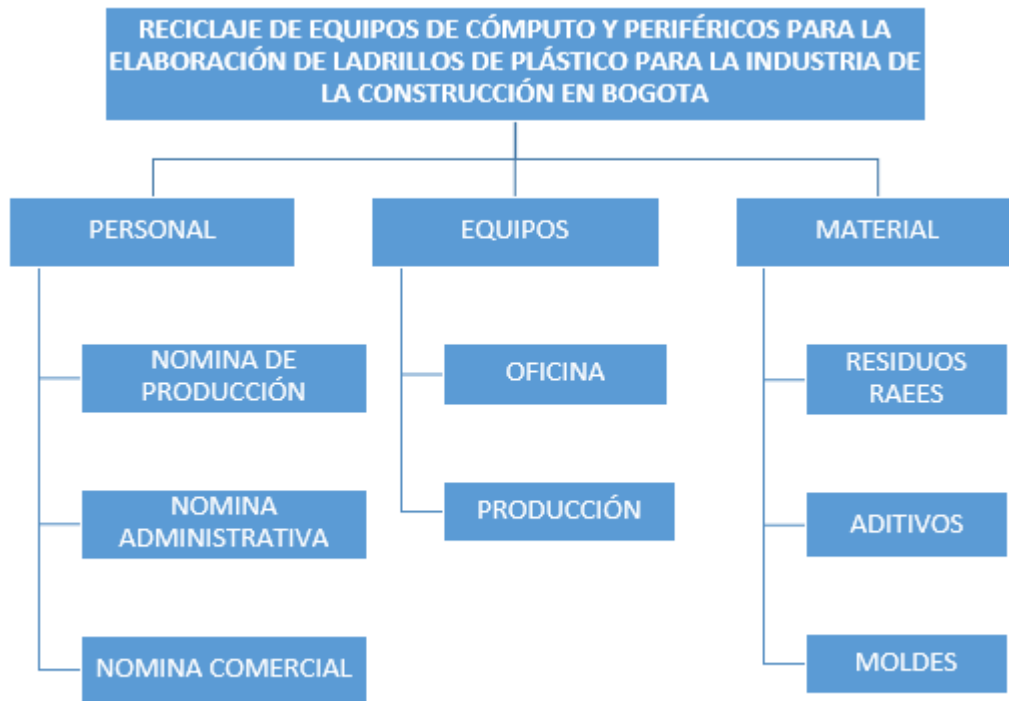 RECICLAJE DE EQUIPOS DE CÓMPUTO Y PERIFÉRICOS PARA LA
ELABORACIÓN DE LADRILLOS DE PLÁSTICO PARA LA INDUSTRIA DE
LA CONSTRUCCIÓN EN BOGOTA
PERSONAL
NOMINA DE
PRODUCCIÓN
NOMINA
ADMINISTRATIVA
NOMINA COMERCIAL
EQUIPOS
OFICINA
PRODUCCIÓN
MATERIAL
RESIDUOS
RAEES
ADITIVOS
MOLDES